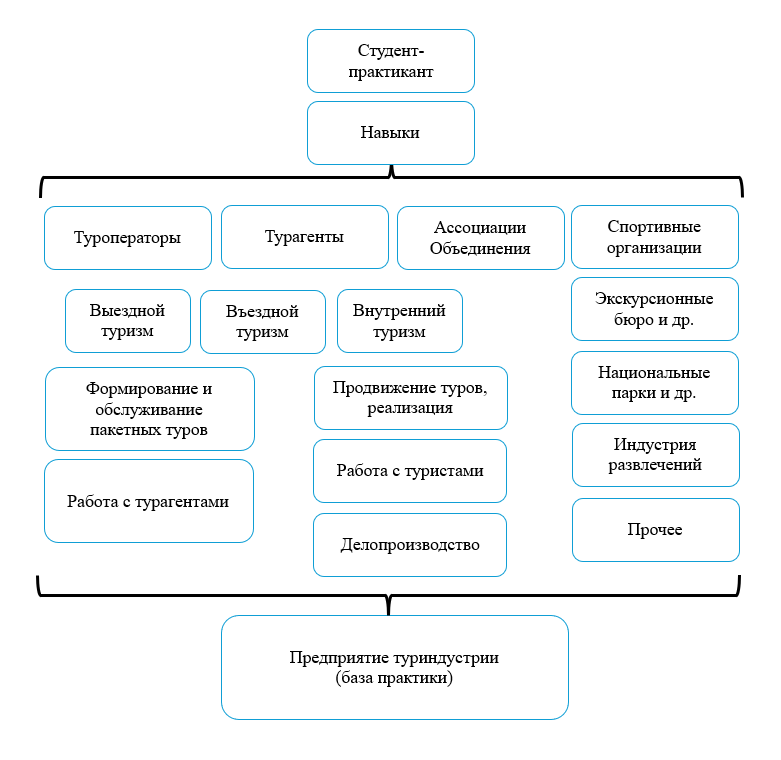 Студент-
практикант
Навыки
Туроператоры
Турагенты
Ассоциации
Объединения
Спортивные
организации
Выездной
туризм
Въездной
туризм
Внутренний
туризм
Экскурсионные
бюро и др.
Формирование и
обслуживание
пакетных туров
Продвижение туров,
реализация
Национальные
парки и др.
Работа с турагентами
Работа с туристами
Индустрия
развлечений
Делопроизводство
Прочее
Предприятие туриндустрии
(база практики)